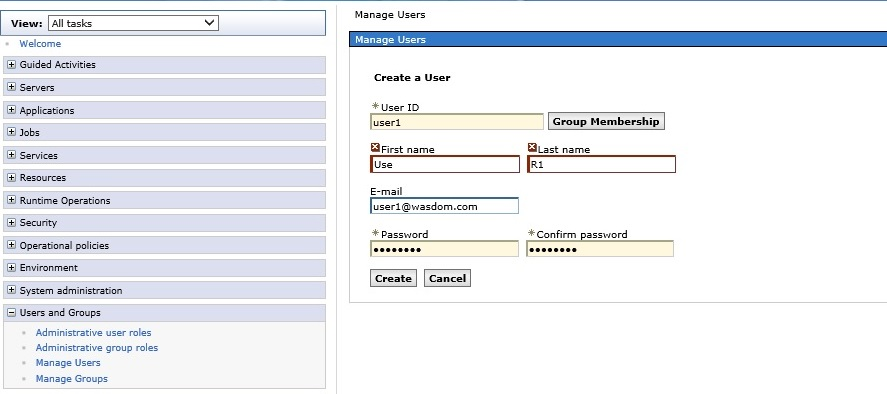 View: All tasks
Welcome
Guided Activities
Servers
Applications
Jobs
Services
Resources
Runtime Operations
Security
Operational policies
Environment
System administration
Users and Groups
Administrative user roles
Administrative group roles
Manage Users
Manage Groups
Manage Users
Manage Users
Create a User
* User ID
user1 Group Membership
First name Last name
Use R1
E-mail
user1@wasdom.com
* Password * Confirm password
•••••••• ••••••••
Create Cancel